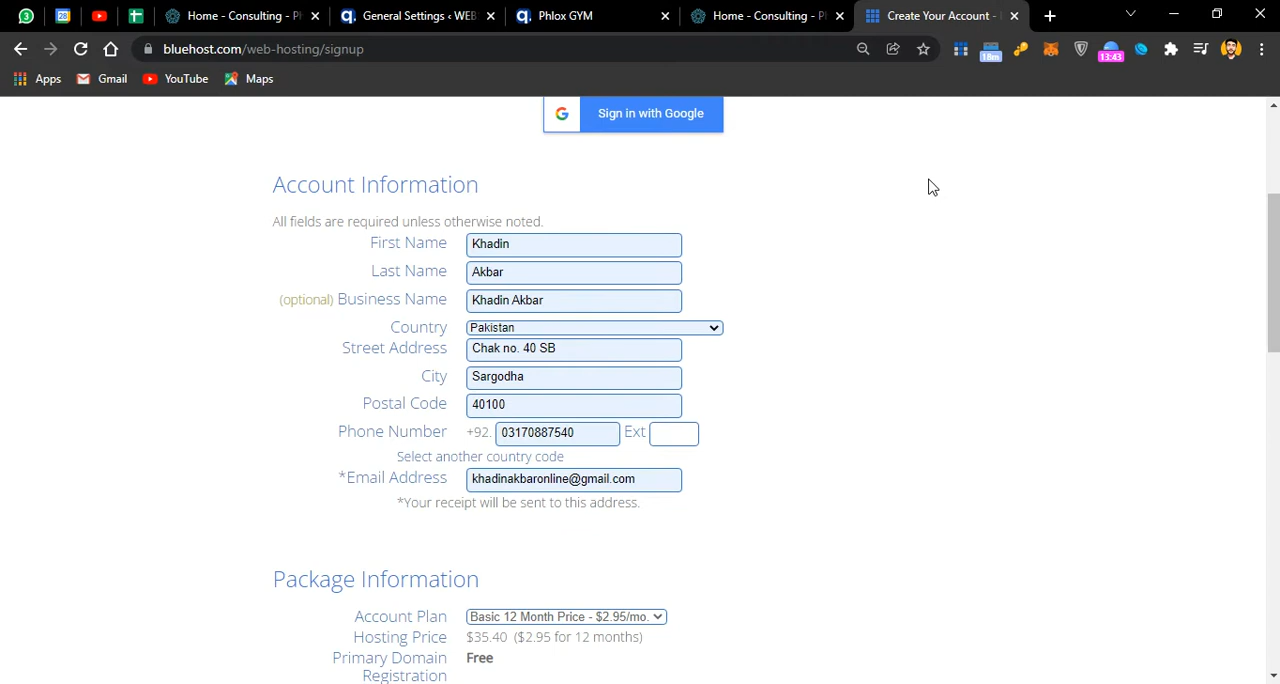 Home - Consulting - Ph
General Settings ‹ WEB
Phlox GYM
Home - Consulting - Ph
Create Your Account -
bluehost.com/web-hosting/signup
18m
13:43
Apps
Gmail
YouTube
Maps
Sign in with Google
Account Information
All fields are required unless otherwise noted.
First Name Khadin
Last Name Akbar
(optional) Business Name Khadin Akbar
Country Pakistan
Street Address Chak no. 40 SB
City Sargodha
Postal Code 40100
Phone Number +92. 03170887540 Ext
Select another country code
*Email Address khadinakbaronline@gmail.com
*Your receipt will be sent to this address.
Package Information
Account Plan Basic 12 Month Price - $2.95/mo.
Hosting Price $35.40 ($2.95 for 12 months)
Primary Domain Free
Registration